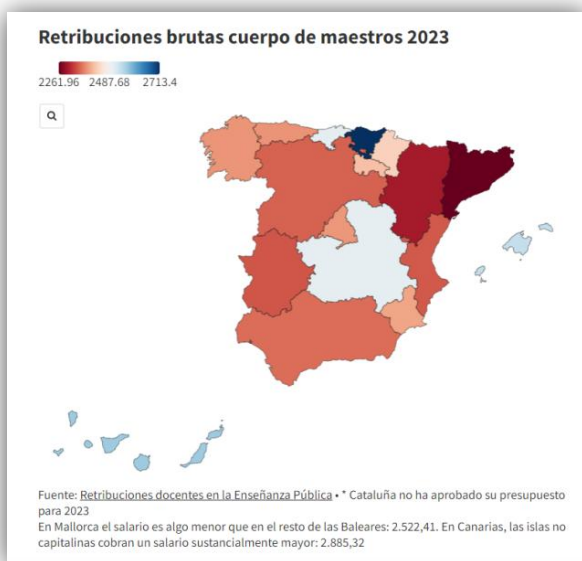 Retribuciones brutas cuerpo de maestros 2023
2261.96 2487.68 2713.4
Fuente: Retribuciones docentes en la Enseñanza Pública • * Cataluña no ha aprobado su presupuesto
para 2023
En Mallorca el salario es algo menor que en el resto de las Baleares: 2.522,41. En Canarias, las islas no
capitalinas cobran un salario sustancialmente mayor: 2.885,32